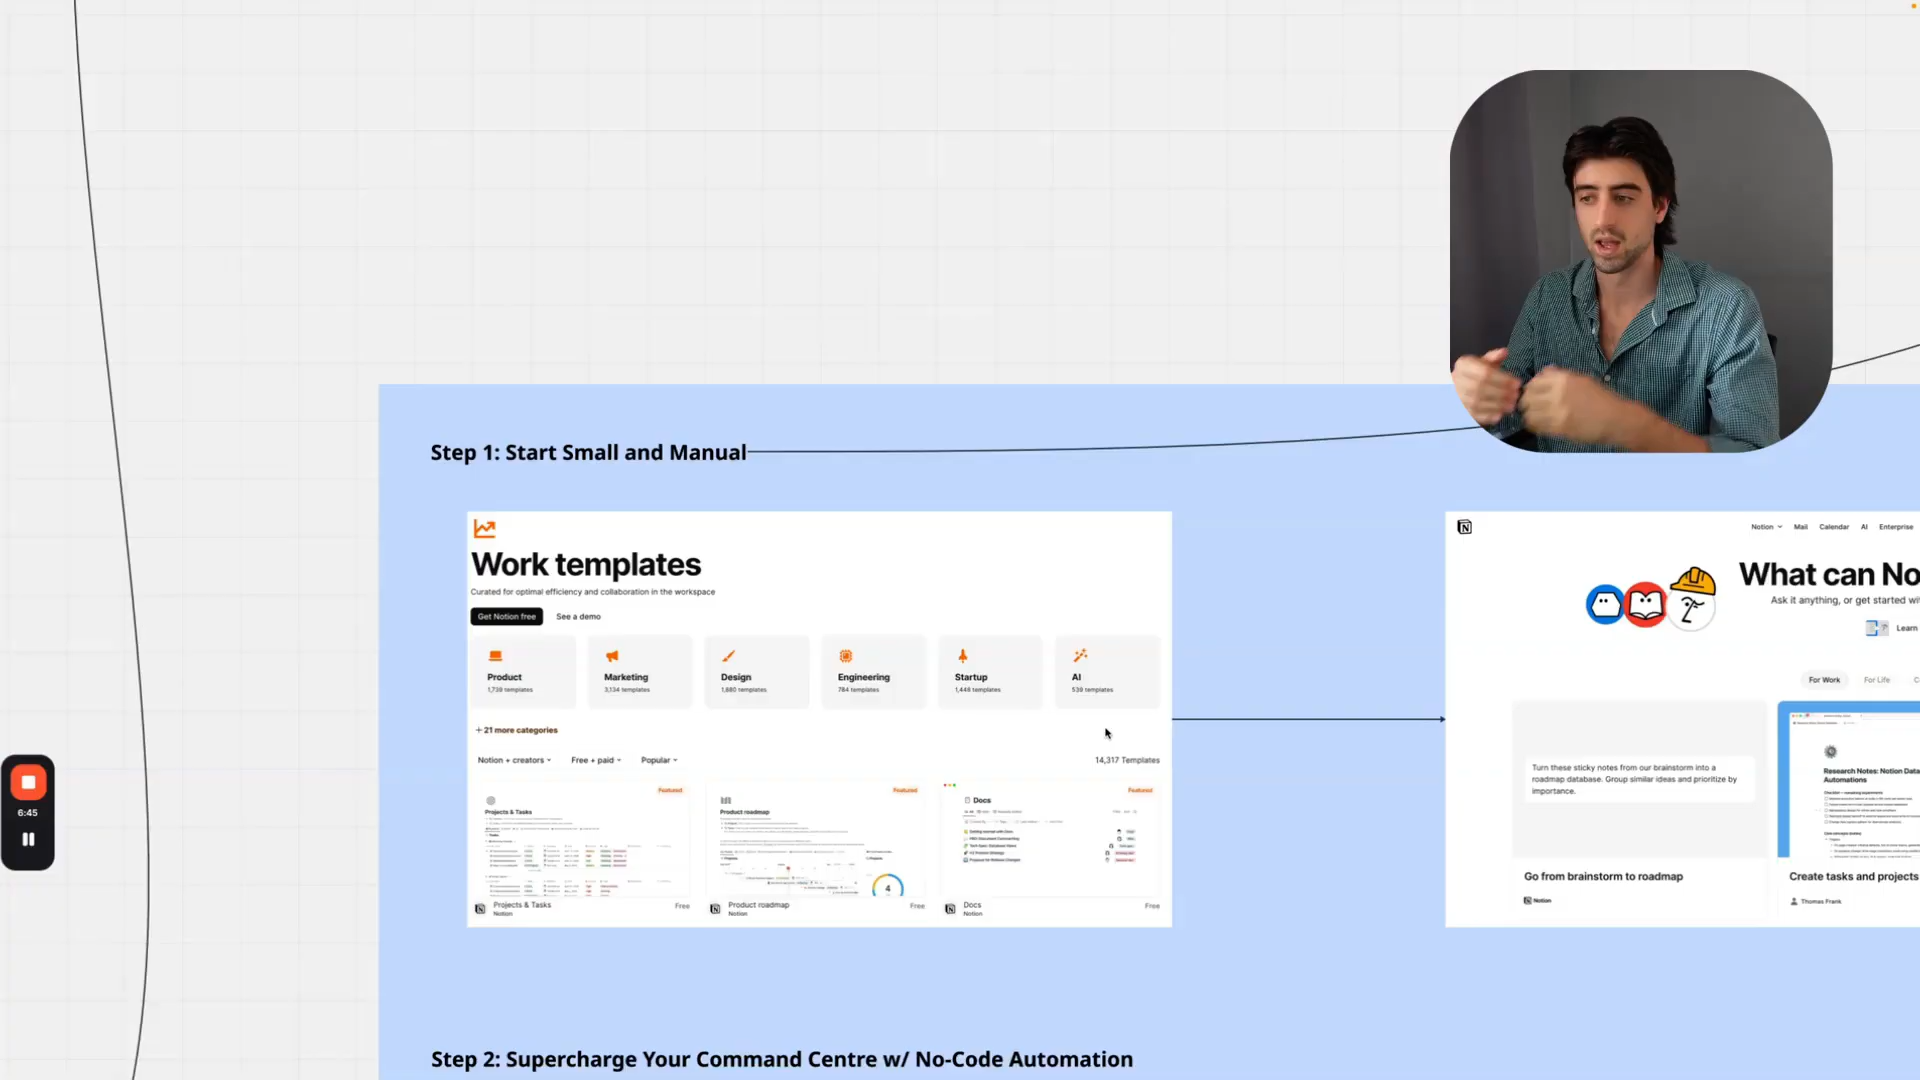 Step 1: Start Small and Manual
Work templates
Curated for optimal efficiency and collaboration in the workspace
Get Notion free
See a demo
Product
1,739 templates
Marketing
3,134 templates
Design
1,880 templates
Engineering
784 templates
Startup
1,448 templates
AI
539 templates
+ 21 more categories
Notion + creators
Free + paid
Popular
14,317 Templates
Featured
Projects & Tasks
Featured
Product roadmap
4
Featured
Docs
Projects & Tasks
Notion
Free
Product roadmap
Notion
Free
Docs
Notion
Free
Notion
Mail
Calendar
AI
Enterprise
What can No
Ask it anything, or get started wi
Learn
For Work
For Life
Turn these sticky notes from our brainstorm into a
roadmap database. Group similar ideas and prioritize by
importance.
Research Notes: Notion Data
Automations
Go from brainstorm to roadmap
Notion
Create tasks and projects
Thomas Frank
6:45
Step 2: Supercharge Your Command Centre w/ No-Code Automation